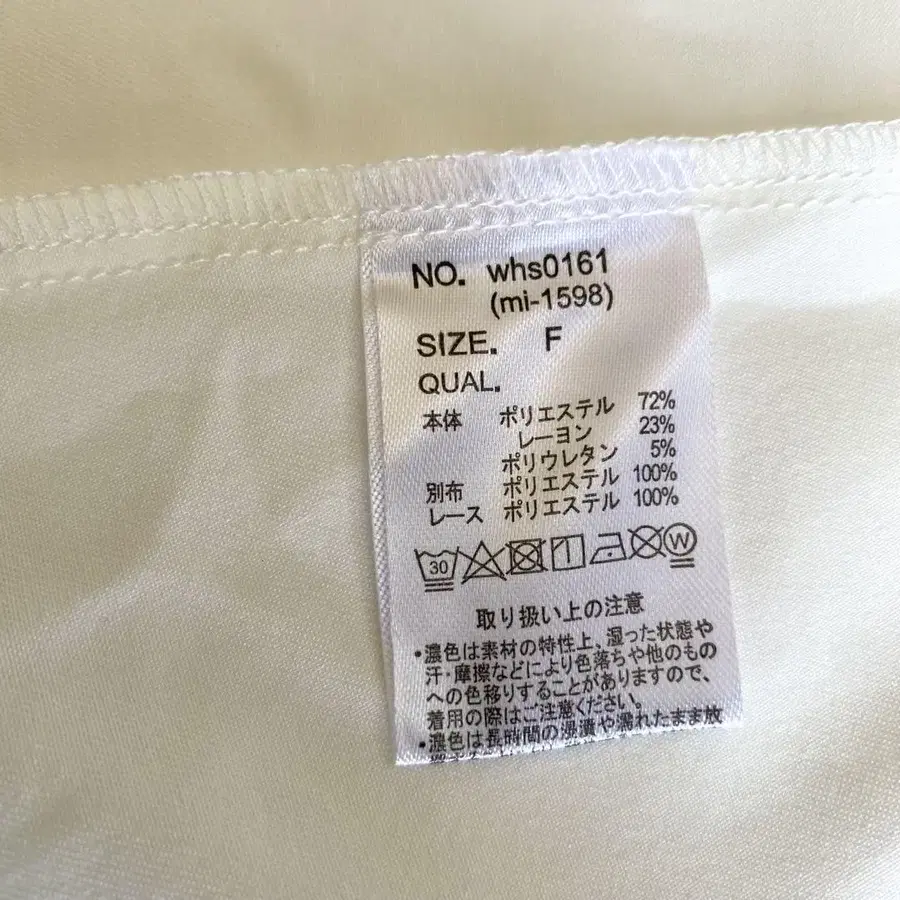 NO. whs0161
(mi-1598)
SIZE. F
QUAL.
本体 ポリエステル 72%
レーヨン 23%
ポリウレタン 5%
別布 ポリエステル 100%
レース ポリエステル 100%
30 W
取り扱い上の注意
・濃色は素材の特性上、湿った状態や
汗・摩擦などにより色落ちや他のもの
への色移りすることがありますので、
着用の際はご注意ください。
・濃色は長時間の浸漬や濡れたまま放